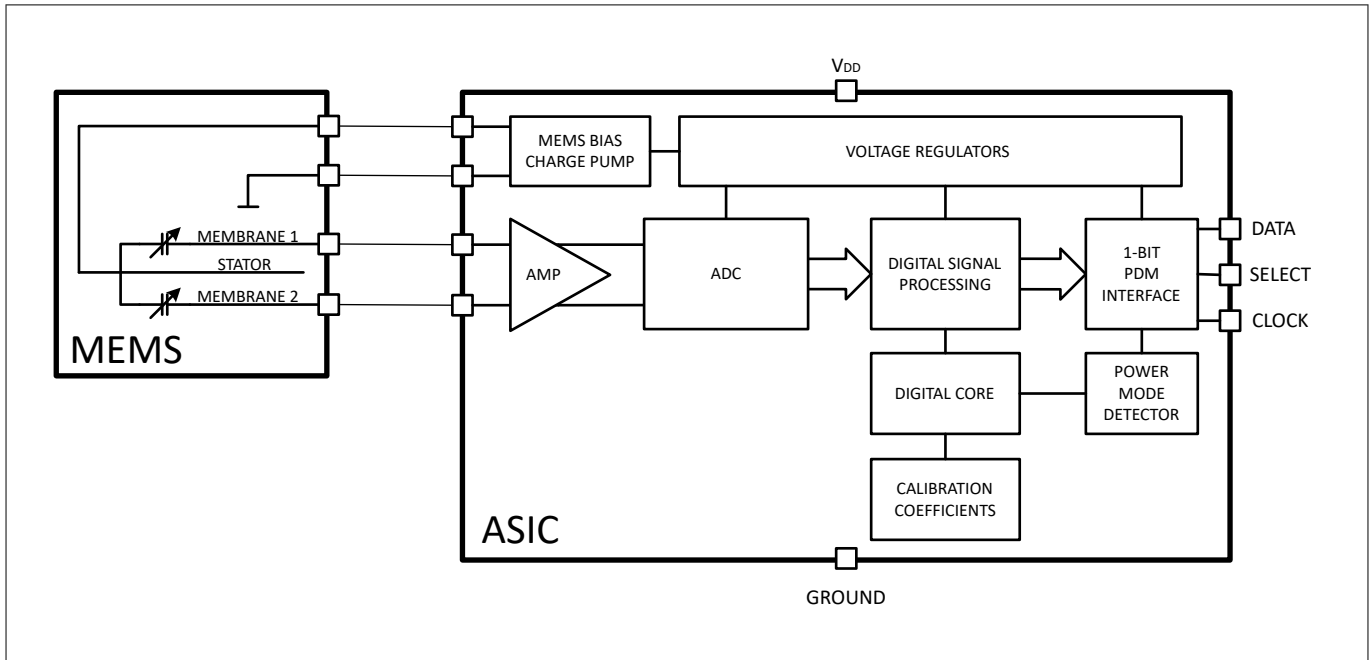 VDD
MEMS BIAS
CHARGE PUMP
VOLTAGE REGULATORS
MEMBRANE 1
STATOR
MEMBRANE 2
MEMS
AMP
ADC
DIGITAL SIGNAL
PROCESSING
1-BIT
PDM
INTERFACE
DATA
SELECT
CLOCK
DIGITAL CORE
POWER
MODE
DETECTOR
CALIBRATION
COEFFICIENTS
ASIC
GROUND